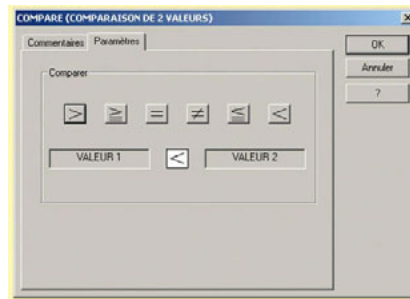 COMPARE (COMPARAISON DE 2 VALEURS)
Commentaires Paramètres
OK
Annuler
?
Comparer
> ≥ = ≠ ≤ <
VALEUR 1 < VALEUR 2